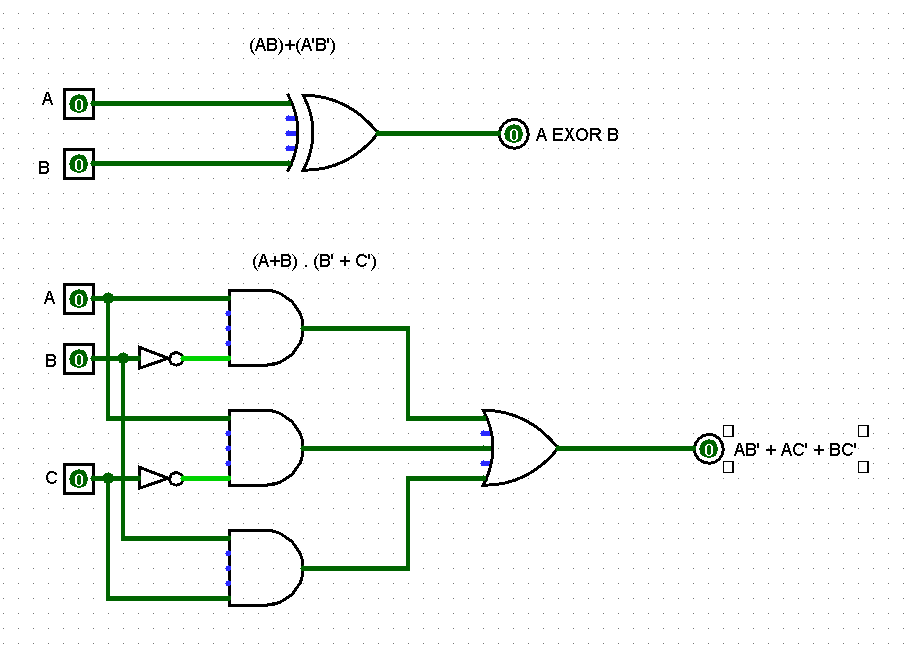 (AB)+(A'B')
A 0
0 A EXOR B
B 0
(A+B) . (B' + C')
A 0
B 0
0 AB' + AC' + BC'
C 0